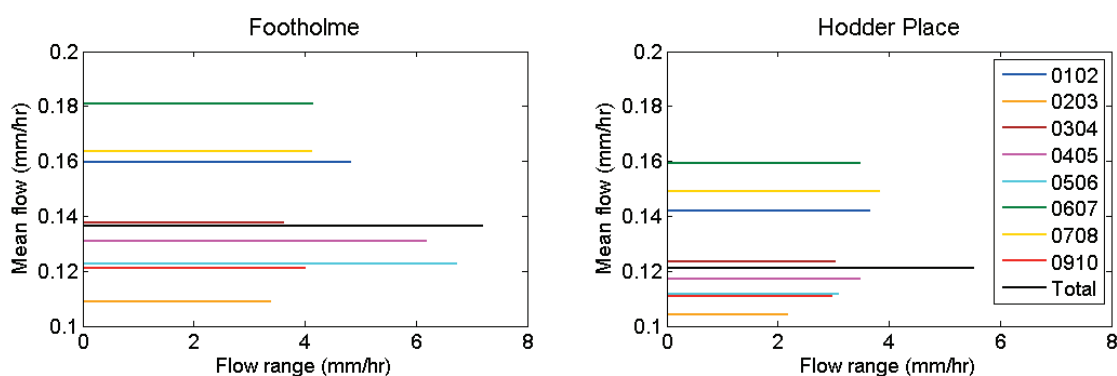 Footholme
0.2
0.18
0.16
0.14
0.12
0.1
Mean flow (mm/hr)
0 2 4 6 8
Flow range (mm/hr)
Hodder Place
0.2
0.18
0.16
0.14
0.12
0.1
Mean flow (mm/hr)
0 2 4 6 8
Flow range (mm/hr)
0102
0203
0304
0405
0506
0607
0708
0910
Total